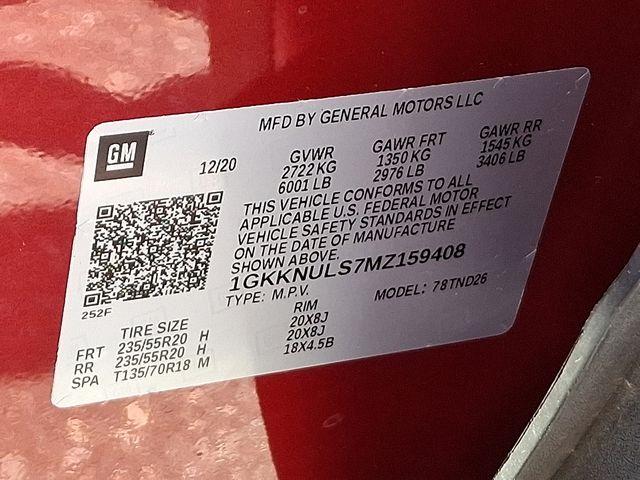 MFD BY GENERAL MOTORS LLC
GM
12/20
GVWR GAWR FRT GAWR RR
2722 KG 1350 KG 1545 KG
6001 LB 2976 LB 3406 LB
THIS VEHICLE CONFORMS TO ALL
APPLICABLE U.S. FEDERAL MOTOR
VEHICLE SAFETY STANDARDS IN EFFECT
ON THE DATE OF MANUFACTURE
SHOWN ABOVE.
1GKKNULS7MZ159408
TYPE: M.P.V. MODEL: 78TND26
252F
TIRE SIZE RIM
FRT 235/55R20 H 20X8J
RR 235/55R20 H 20X8J
SPA T135/70R18 M 18X4.5B